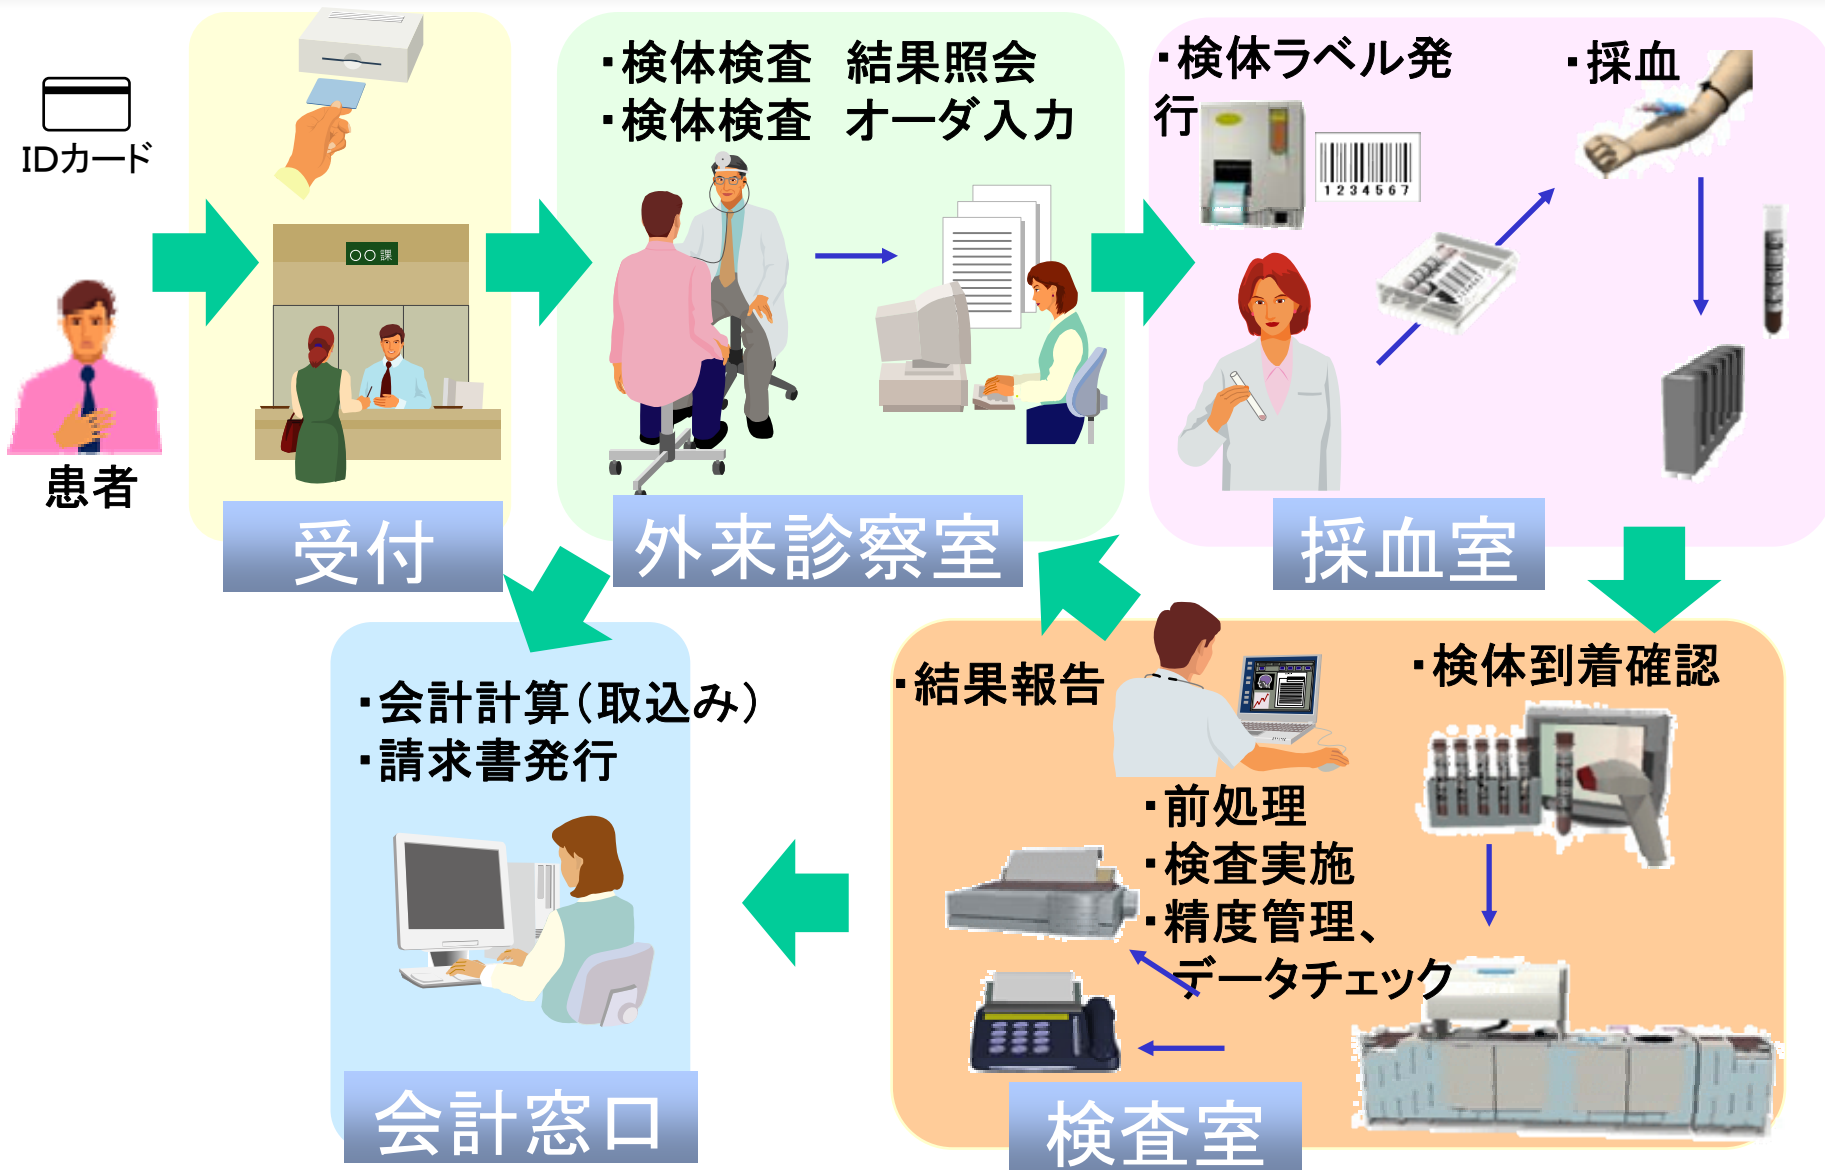 IDカード
患者
○○課
受付
・検体検査　結果照会
・検体検査　オーダ入力
外来診察室
・検体ラベル発
行
1234567
・採血
採血室
・検体到着確認
・結果報告
・前処理
・検査実施
・精度管理、
データチェック
検査室
・会計計算（取込み）
・請求書発行
会計窓口